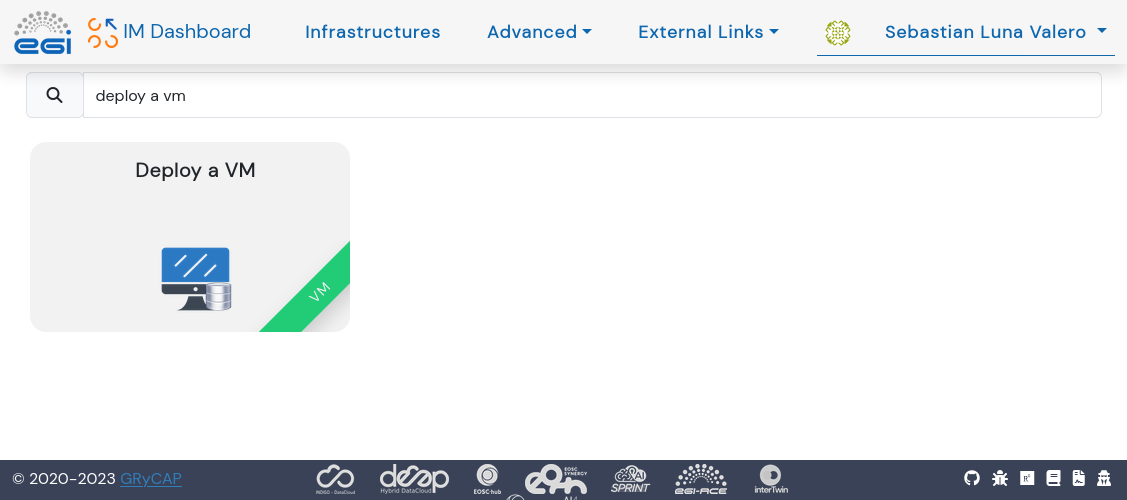 egi
IM Dashboard
Infrastructures
Advanced
External Links
Sebastian Luna Valero
deploy a vm
Deploy a VM
VM
© 2020-2023 GRyCAP
INDIGO - DataCloud
deep
Hybrid DataCloud
EOSC-hub
EOSC
SYNERGY
AI
SPRINT
EGI-ACE
interTwin
AI4